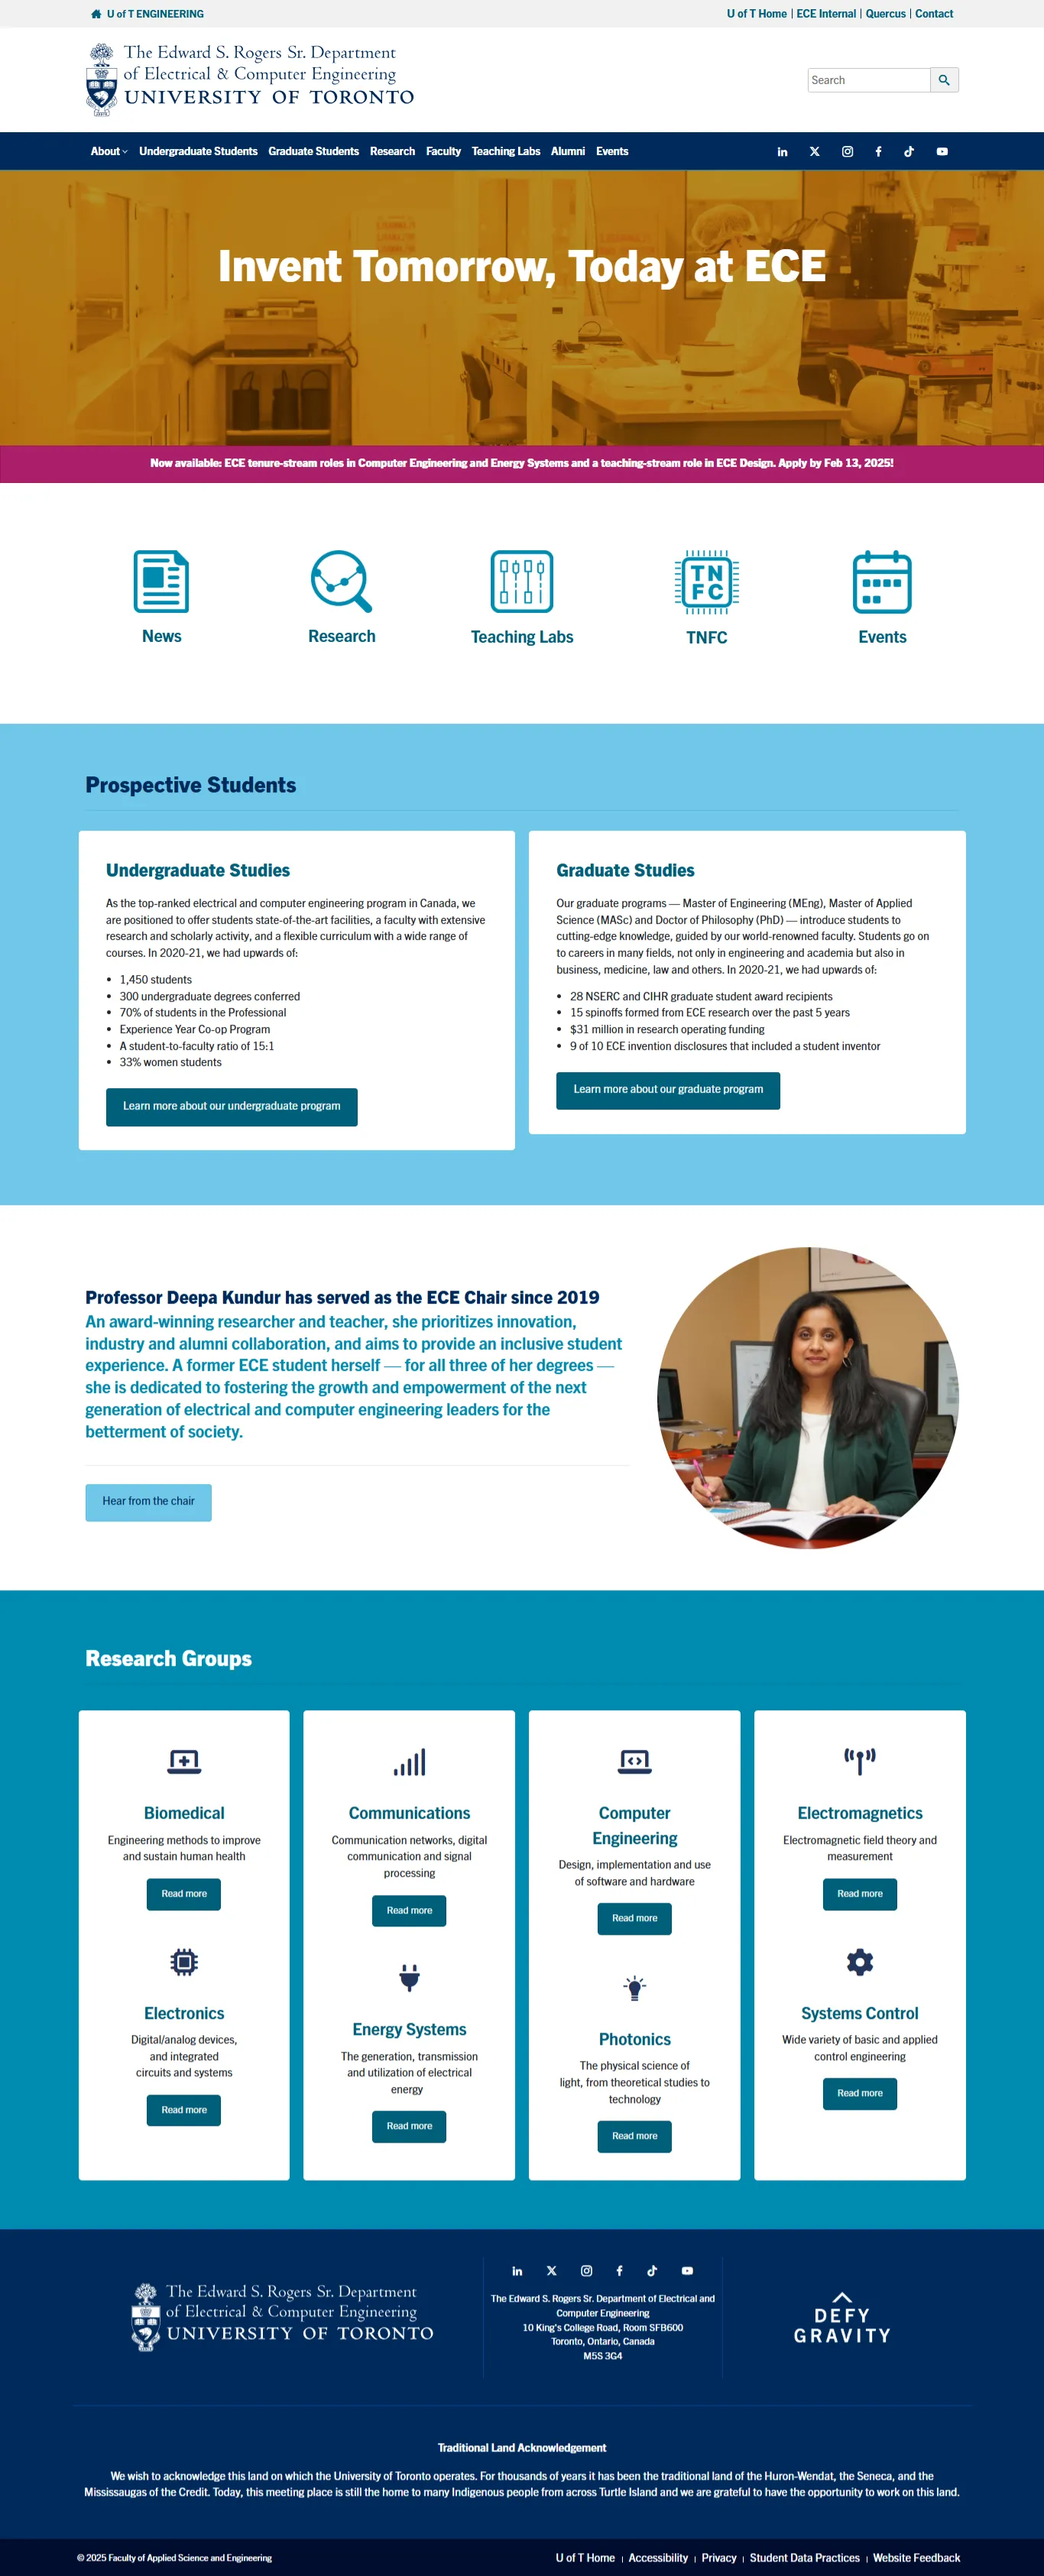 U of T ENGINEERING
U of T Home | ECE Internal | Quercus | Contact
The Edward S. Rogers Sr. Department
of Electrical & Computer Engineering
UNIVERSITY OF TORONTO
Search
About Undergraduate Students Graduate Students Research Faculty Teaching Labs Alumni Events
Invent Tomorrow, Today at ECE
Now available: ECE tenure-stream roles in Computer Engineering and Energy Systems and a teaching-stream role in ECE Design. Apply by Feb 13, 2025!
TN
FC
News
Research
Teaching Labs
TNFC
Events
Prospective Students
Undergraduate Studies
As the top-ranked electrical and computer engineering program in Canada, we
are positioned to offer students state-of-the-art facilities, a faculty with extensive
research and scholarly activity, and a flexible curriculum with a wide range of
courses. In 2020-21, we had upwards of:
• 1,450 students
• 300 undergraduate degrees conferred
• 70% of students in the Professional
• Experience Year Co-op Program
• A student-to-faculty ratio of 15:1
• 33% women students
Learn more about our undergraduate program
Graduate Studies
Our graduate programs — Master of Engineering (MEng), Master of Applied
Science (MASc) and Doctor of Philosophy (PhD) — introduce students to
cutting-edge knowledge, guided by our world-renowned faculty. Students go on
to careers in many fields, not only in engineering and academia but also in
business, medicine, law and others. In 2020-21, we had upwards of:
• 28 NSERC and CIHR graduate student award recipients
• 15 spinoffs formed from ECE research over the past 5 years
• $31 million in research operating funding
• 9 of 10 ECE invention disclosures that included a student inventor
Learn more about our graduate program
Professor Deepa Kundur has served as the ECE Chair since 2019
An award-winning researcher and teacher, she prioritizes innovation,
industry and alumni collaboration, and aims to provide an inclusive student
experience. A former ECE student herself — for all three of her degrees —
she is dedicated to fostering the growth and empowerment of the next
generation of electrical and computer engineering leaders for the
betterment of society.
Hear from the chair
Research Groups
Biomedical
Engineering methods to improve
and sustain human health
Read more
Communications
Communication networks, digital
communication and signal
processing
Read more
Computer
Engineering
Design, implementation and use
of software and hardware
Read more
Electromagnetics
Electromagnetic field theory and
measurement
Read more
Electronics
Digital/analog devices,
and integrated
circuits and systems
Read more
Energy Systems
The generation, transmission
and utilization of electrical
energy
Read more
Photonics
The physical science of
light, from theoretical studies to
technology
Read more
Systems Control
Wide variety of basic and applied
control engineering
Read more
The Edward S. Rogers Sr. Department
of Electrical & Computer Engineering
UNIVERSITY OF TORONTO
The Edward S. Rogers Sr. Department of Electrical and
Computer Engineering
10 King's College Road, Room SFB600
Toronto, Ontario, Canada
M5S 3G4
DEFY
GRAVITY
Traditional Land Acknowledgement
We wish to acknowledge this land on which the University of Toronto operates. For thousands of years it has been the traditional land of the Huron-Wendat, the Seneca, and the
Mississaugas of the Credit. Today, this meeting place is still the home to many Indigenous people from across Turtle Island and we are grateful to have the opportunity to work on this land.
© 2025 Faculty of Applied Science and Engineering
U of T Home | Accessibility | Privacy | Student Data Practices | Website Feedback